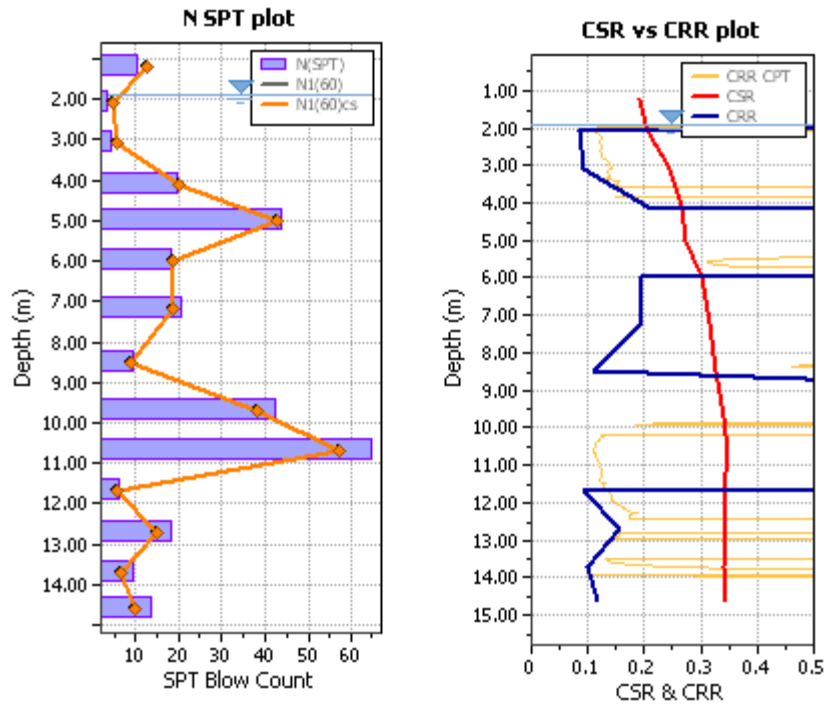 N SPT plot
N(SPT)
N1(60)
N1(60)cs
2.00
3.00
4.00
5.00
6.00
7.00
8.00
9.00
10.00
11.00
12.00
13.00
14.00
Depth (m)
10 20 30 40 50 60
SPT Blow Count
CSR vs CRR plot
CRR CPT
CSR
CRR
1.00
2.00
3.00
4.00
5.00
6.00
7.00
8.00
9.00
10.00
11.00
12.00
13.00
14.00
15.00
Depth (m)
0 0.1 0.2 0.3 0.4 0.5
CSR & CRR